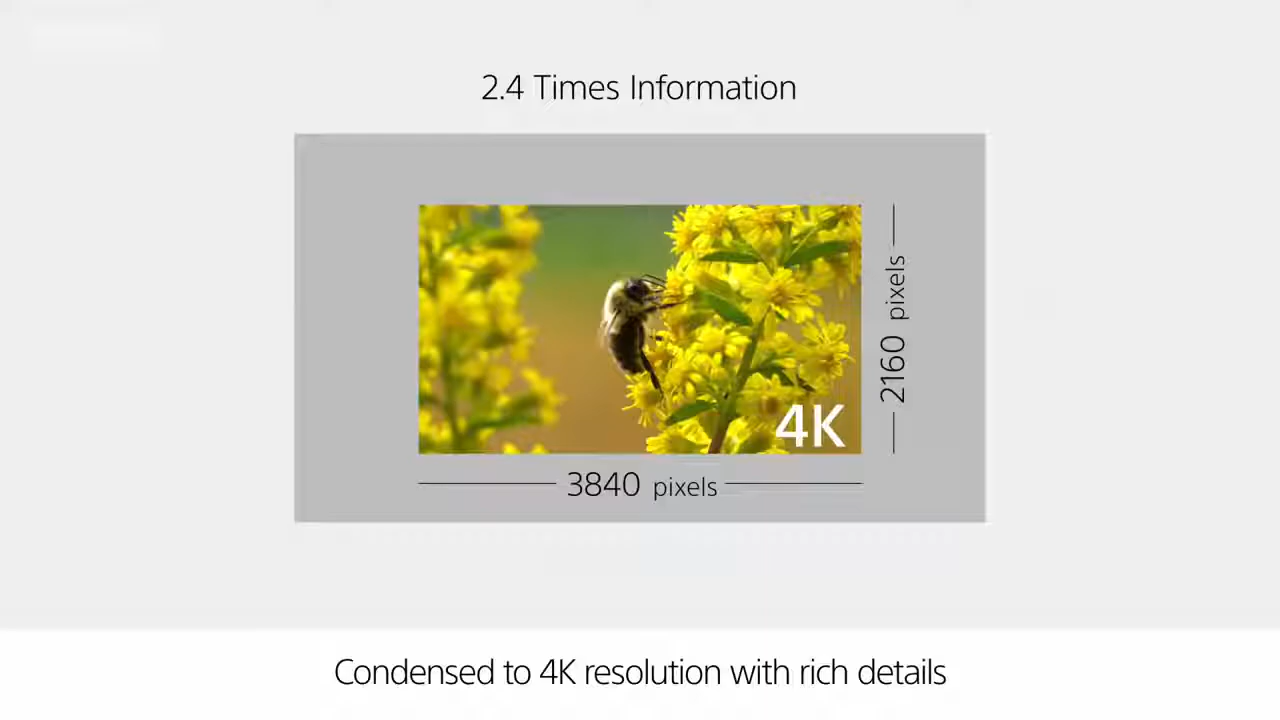 2.4 Times Information
2160 pixels
4K
3840 pixels
Condensed to 4K resolution with rich details